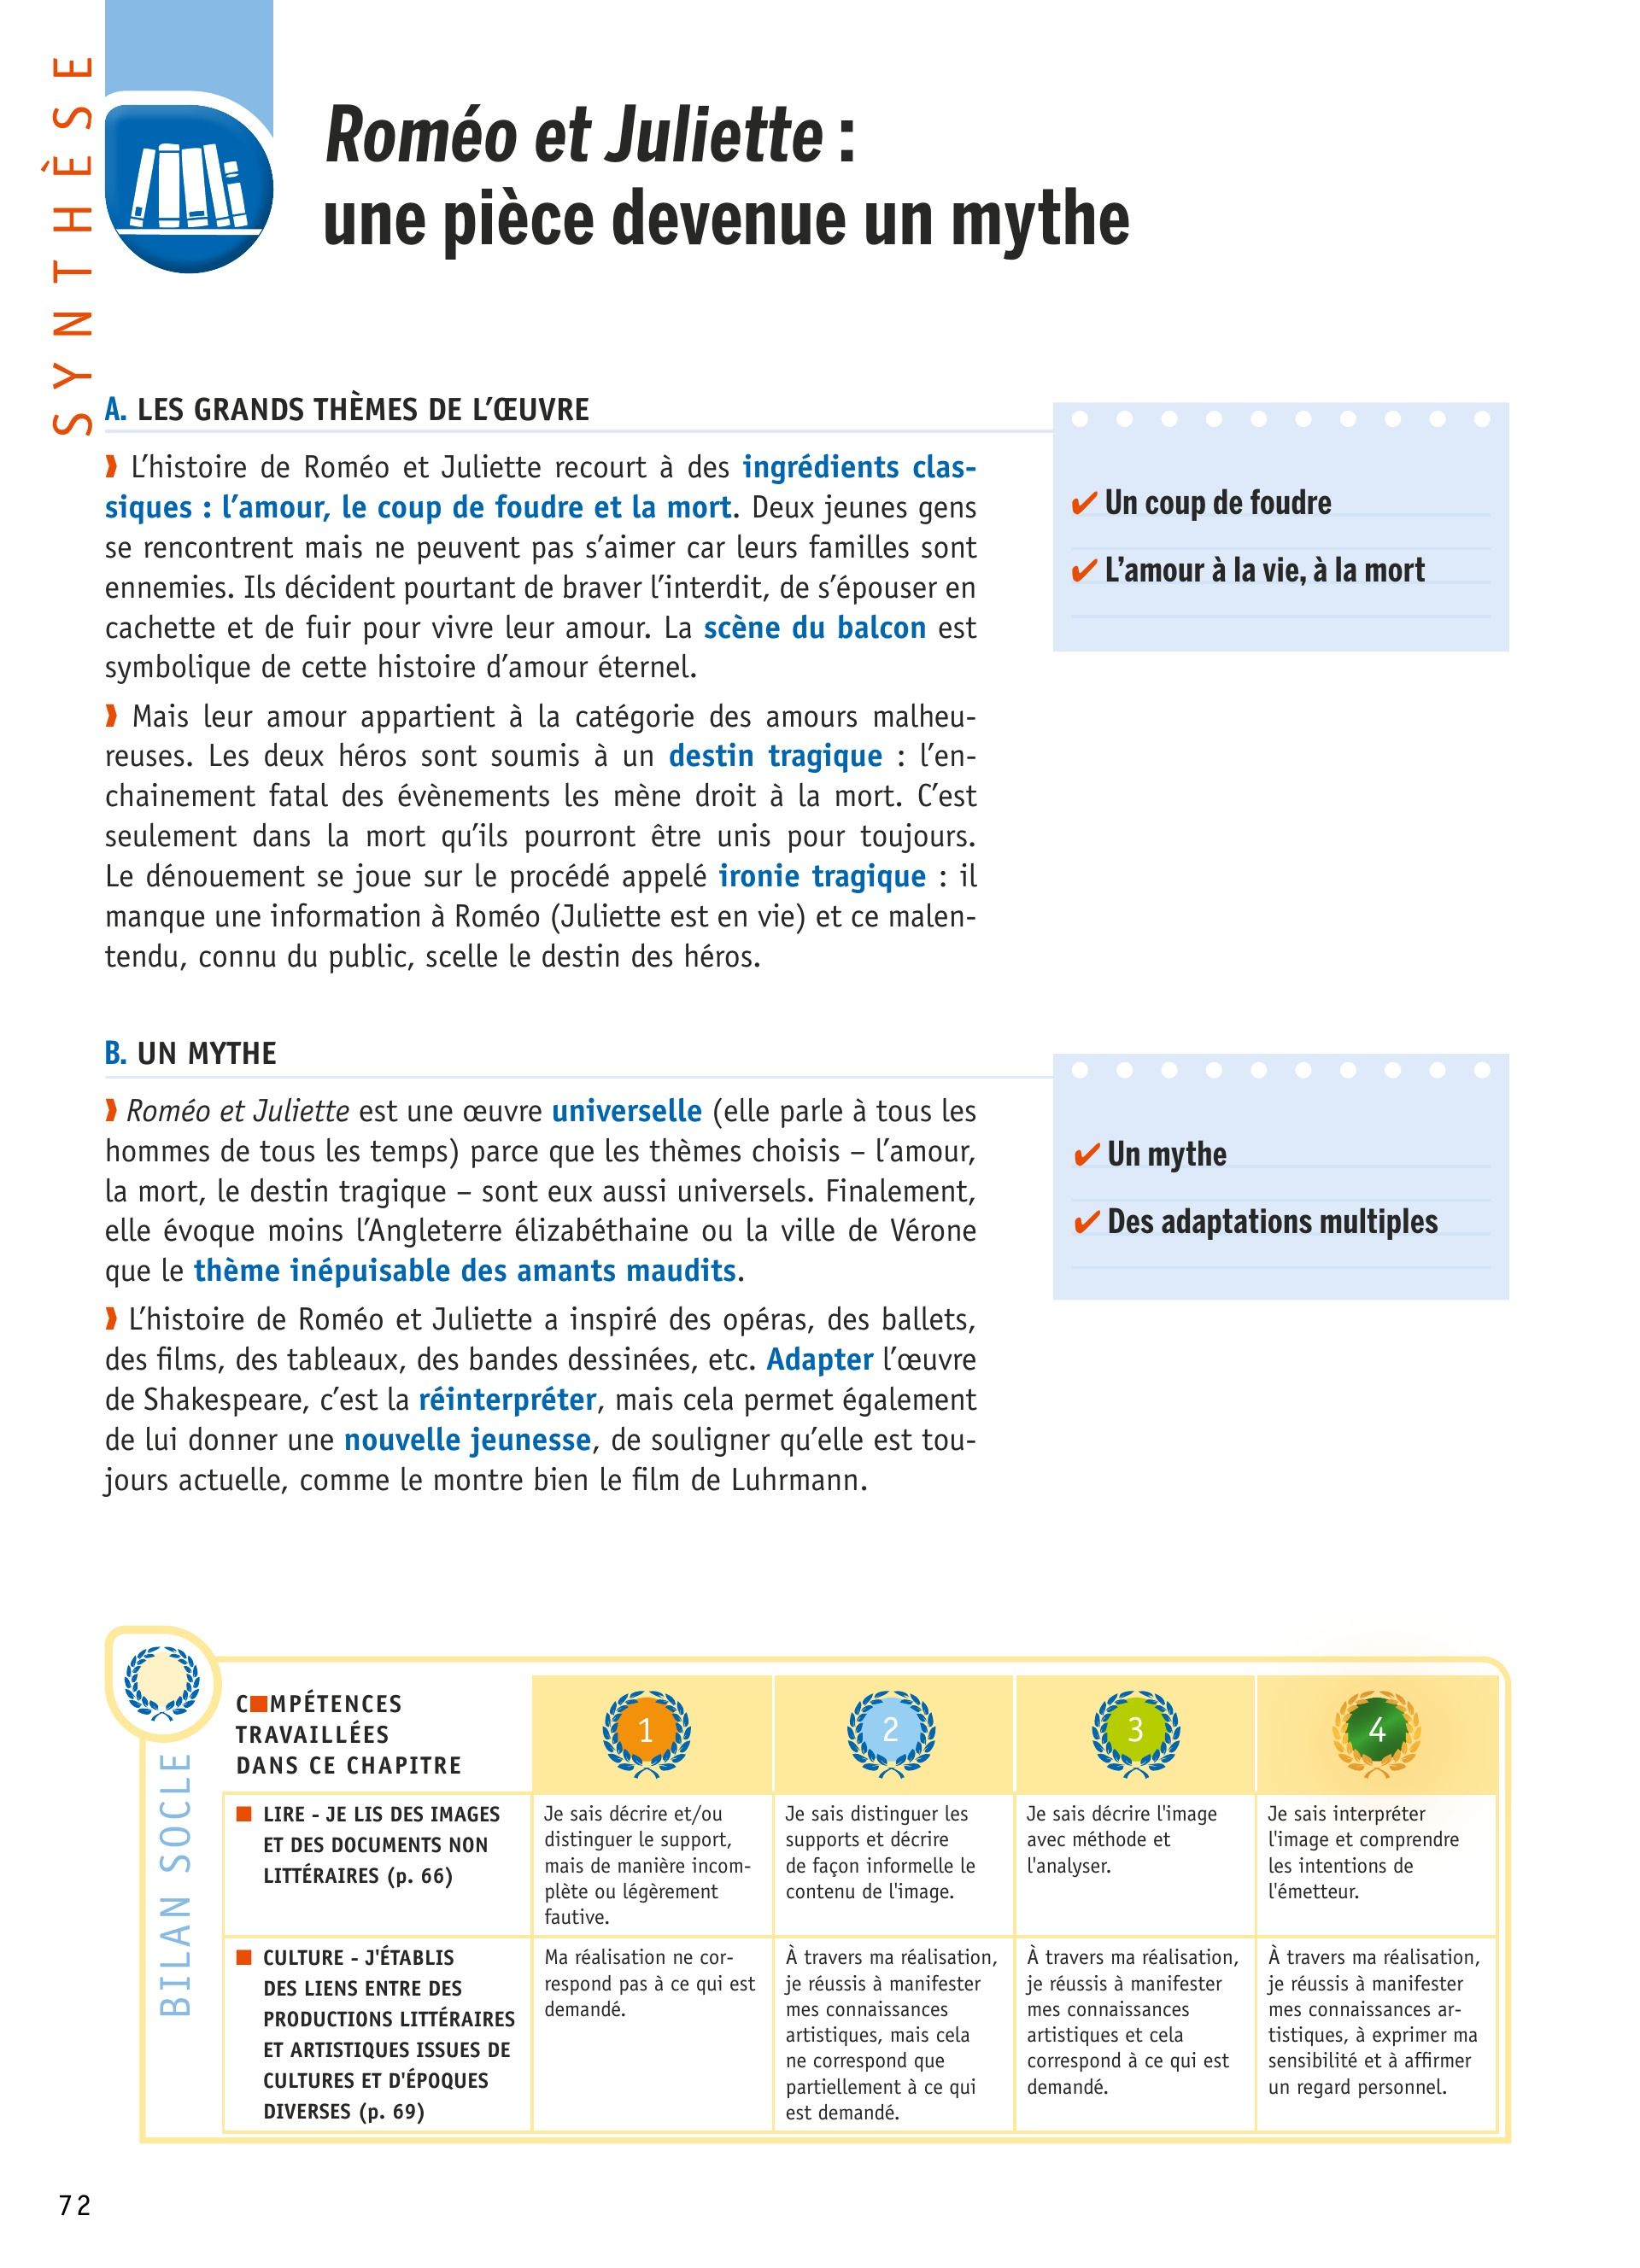 SYNTHÈSE
Roméo et Juliette :
une pièce devenue un mythe
A. LES GRANDS THÈMES DE L’ŒUVRE
❱ L’histoire de Roméo et Juliette recourt à des ingrédients clas-
siques : l’amour, le coup de foudre et la mort. Deux jeunes gens
se rencontrent mais ne peuvent pas s’aimer car leurs familles sont
ennemies. Ils décident pourtant de braver l’interdit, de s’épouser en
cachette et de fuir pour vivre leur amour. La scène du balcon est
symbolique de cette histoire d’amour éternel.
❱ Mais leur amour appartient à la catégorie des amours malheu-
reuses. Les deux héros sont soumis à un destin tragique : l’en-
chainement fatal des évènements les mène droit à la mort. C’est
seulement dans la mort qu’ils pourront être unis pour toujours.
Le dénouement se joue sur le procédé appelé ironie tragique : il
manque une information à Roméo (Juliette est en vie) et ce malen-
tendu, connu du public, scelle le destin des héros.
✔ Un coup de foudre
✔ L’amour à la vie, à la mort
B. UN MYTHE
❱ Roméo et Juliette est une œuvre universelle (elle parle à tous les
hommes de tous les temps) parce que les thèmes choisis – l’amour,
la mort, le destin tragique – sont eux aussi universels. Finalement,
elle évoque moins l’Angleterre élizabéthaine ou la ville de Vérone
que le thème inépuisable des amants maudits.
❱ L’histoire de Roméo et Juliette a inspiré des opéras, des ballets,
des films, des tableaux, des bandes dessinées, etc. Adapter l’œuvre
de Shakespeare, c’est la réinterpréter, mais cela permet également
de lui donner une nouvelle jeunesse, de souligner qu’elle est tou-
jours actuelle, comme le montre bien le film de Luhrmann.
✔ Un mythe
✔ Des adaptations multiples
BILAN SOCLE
C■MPÉTENCES
TRAVAILLÉES
DANS CE CHAPITRE
1
2
3
4
■ LIRE - JE LIS DES IMAGES
ET DES DOCUMENTS NON
LITTÉRAIRES (p. 66)
Je sais décrire et/ou
distinguer le support,
mais de manière incom-
plète ou légèrement
fautive.
Je sais distinguer les
supports et décrire
de façon informelle le
contenu de l'image.
Je sais décrire l'image
avec méthode et
l'analyser.
Je sais interpréter
l'image et comprendre
les intentions de
l'émetteur.
■ CULTURE - J'ÉTABLIS
DES LIENS ENTRE DES
PRODUCTIONS LITTÉRAIRES
ET ARTISTIQUES ISSUES DE
CULTURES ET D'ÉPOQUES
DIVERSES (p. 69)
Ma réalisation ne cor-
respond pas à ce qui est
demandé.
À travers ma réalisation,
je réussis à manifester
mes connaissances
artistiques, mais cela
ne correspond que
partiellement à ce qui
est demandé.
À travers ma réalisation,
je réussis à manifester
mes connaissances
artistiques et cela
correspond à ce qui est
demandé.
À travers ma réalisation,
je réussis à manifester
mes connaissances ar-
tistiques, à exprimer ma
sensibilité et à affirmer
un regard personnel.
72